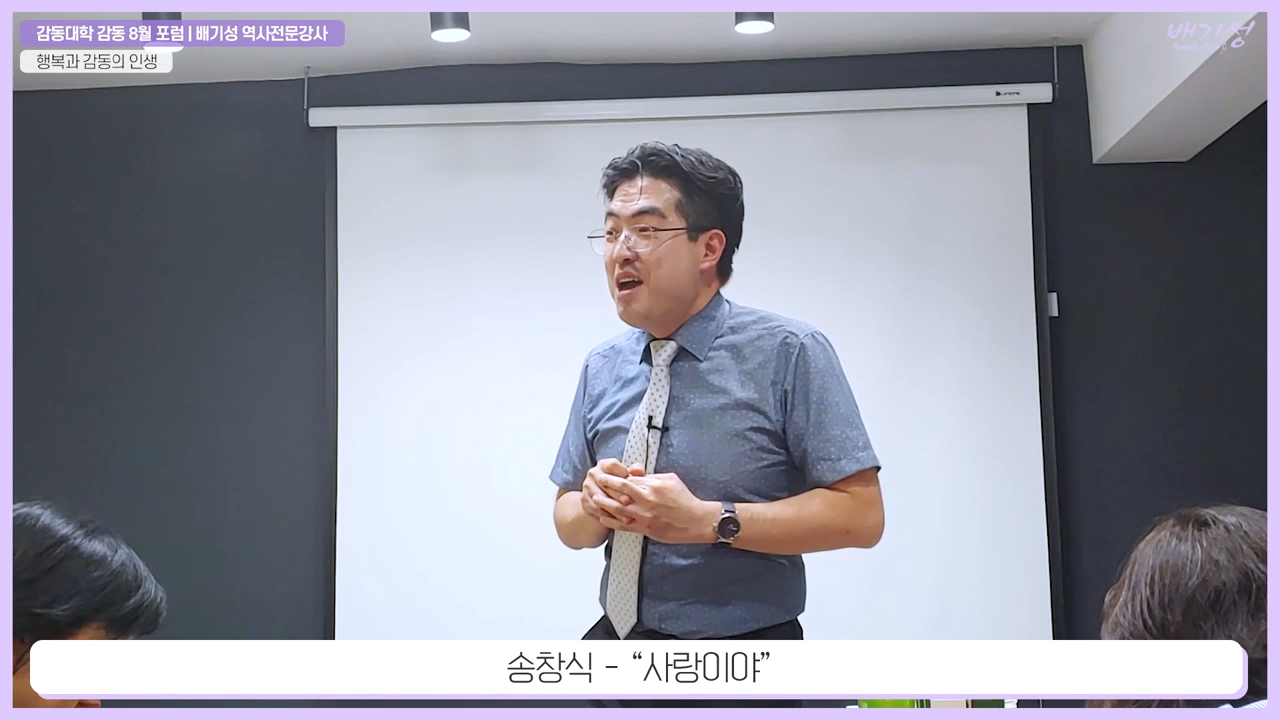 감동대학 감동 8월 포럼 | 배기성 역사전문강사
행복과 감동의 인생
배기성
송창식 - “사랑이야”